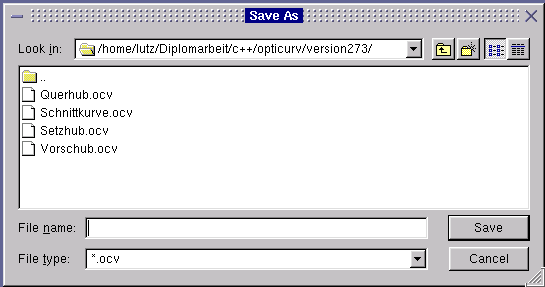 Save As
Look in: /home/lutz/Diplomarbeit/c++/opticurv/version273/
..
Querhub.ocv
Schnittkurve.ocv
Setzhub.ocv
Vorschub.ocv
File name: Save
File type: *.ocv Cancel